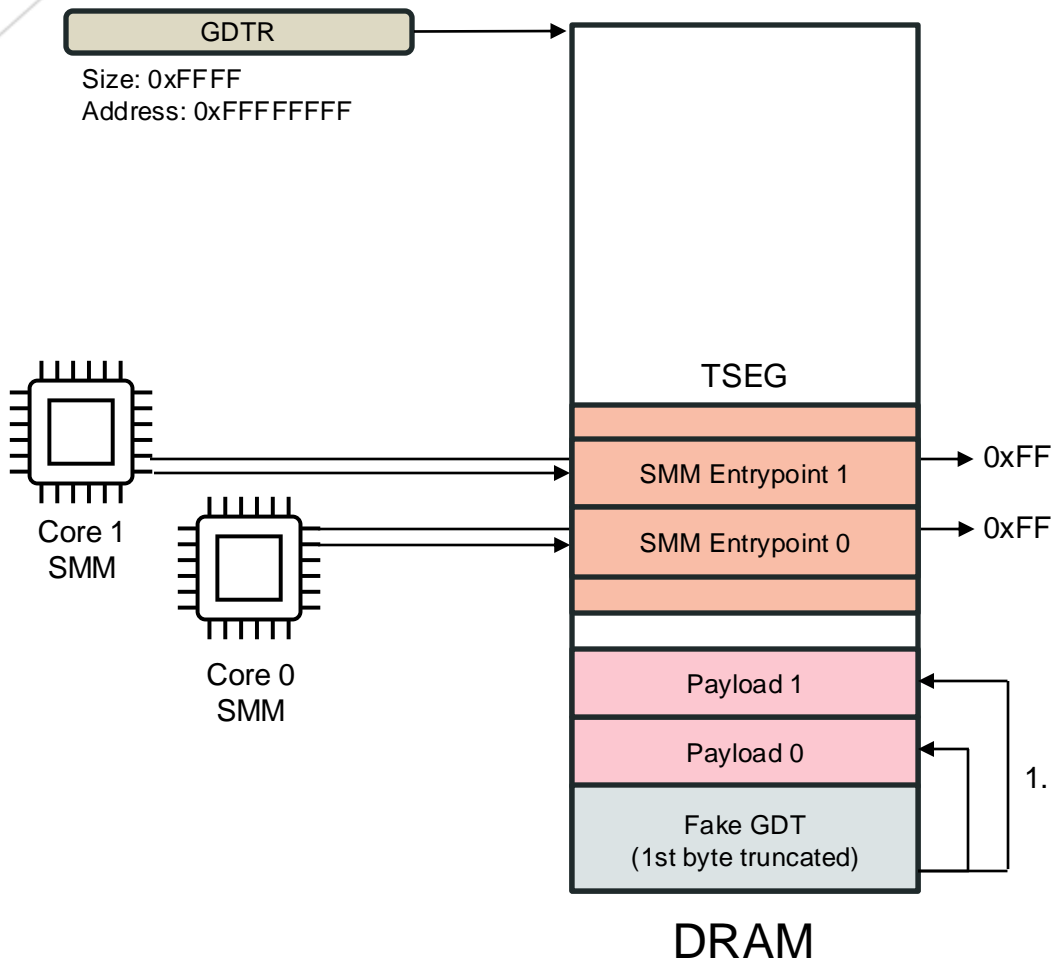 GDTR
Size: 0xFFFF
Address: 0xFFFFFFFF
TSEG
SMM Entrypoint 1
0xFF
Core 1
SMM
SMM Entrypoint 0
0xFF
Core 0
SMM
Payload 1
Payload 0
1.
Fake GDT
(1st byte truncated)
DRAM